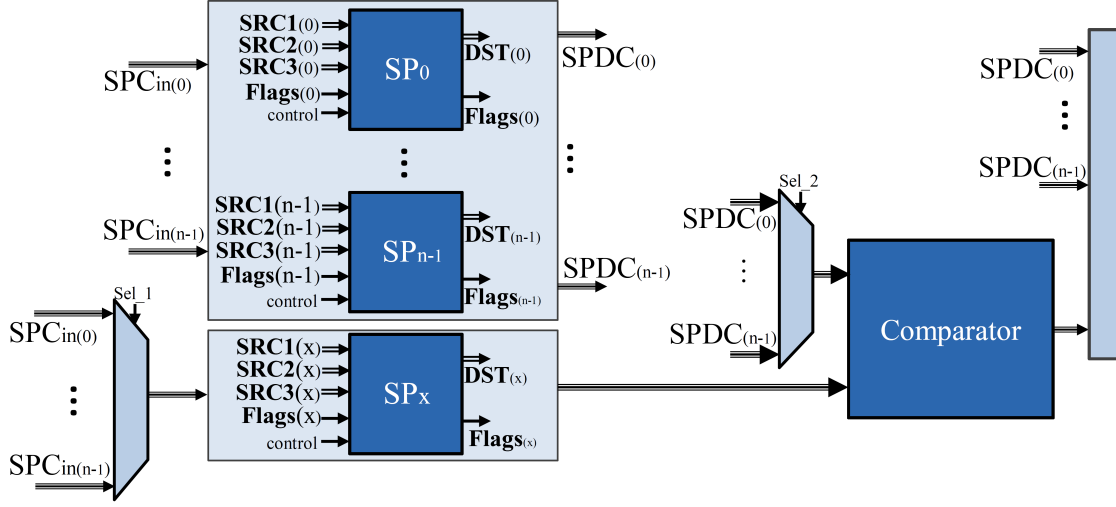 SRC1(0)
SRC2(0)
SRC3(0)
Flags(0)
control
SP0
DST(0)
Flags(0)
SPCin(0)
SPDC(0)
...
...
...
SRC1(n-1)
SRC2(n-1)
SRC3(n-1)
Flags(n-1)
control
SPn-1
DST(n-1)
Flags(n-1)
SPCin(n-1)
SPDC(n-1)
Sel_1
SPCin(0)
...
SPCin(n-1)
SRC1(x)
SRC2(x)
SRC3(x)
Flags(x)
control
SPx
DST(x)
Flags(x)
Sel_2
SPDC(0)
...
SPDC(n-1)
Comparator
SPDC(0)
...
SPDC(n-1)